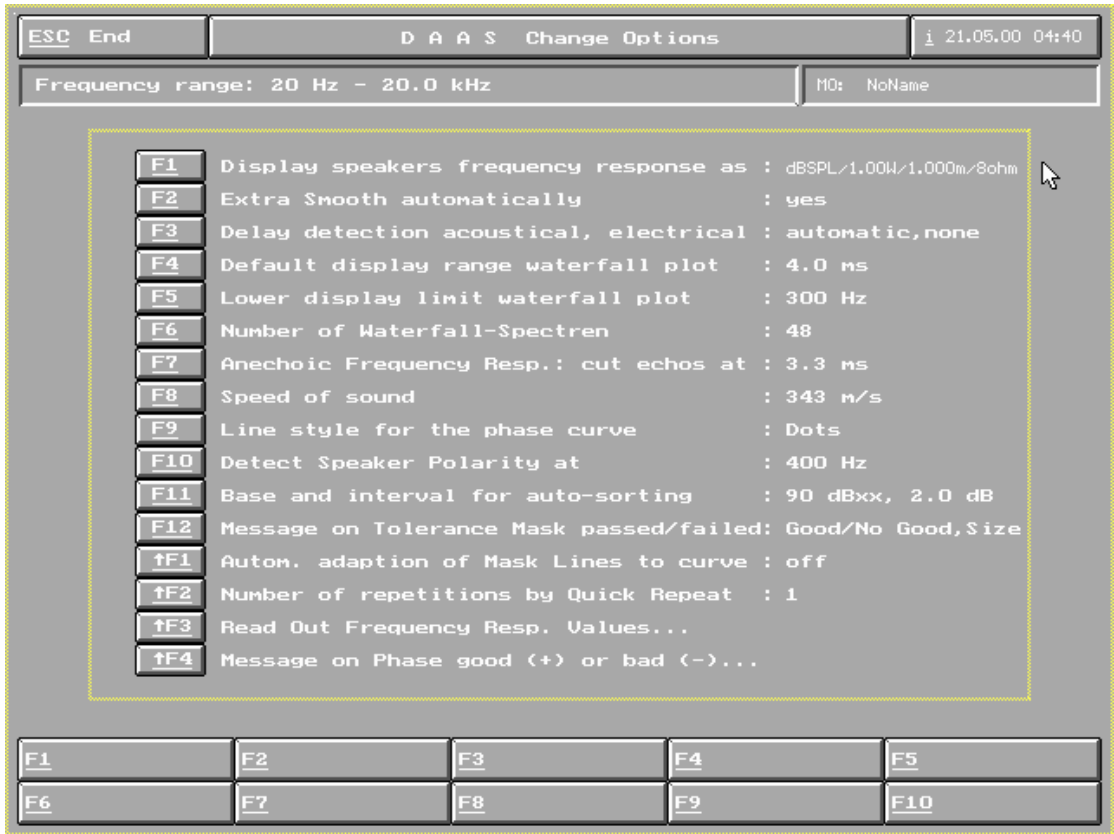 ESC End
D A A S Change Options
i 21.05.00 04:40
Frequency range: 20 Hz - 20.0 kHz
M0: NoName
F1 Display speakers frequency response as : dBSPL/1.00W/1.000m/8ohm
F2 Extra Smooth automatically : yes
F3 Delay detection acoustical, electrical : automatic,none
F4 Default display range waterfall plot : 4.0 ms
F5 Lower display limit waterfall plot : 300 Hz
F6 Number of Waterfall-Spectren : 48
F7 Anechoic Frequency Resp.: cut echos at : 3.3 ms
F8 Speed of sound : 343 m/s
F9 Line style for the phase curve : Dots
F10 Detect Speaker Polarity at : 400 Hz
F11 Base and interval for auto-sorting : 90 dBxx, 2.0 dB
F12 Message on Tolerance Mask passed/failed: Good/No Good,Size
↑F1 Autom. adaption of Mask Lines to curve : off
↑F2 Number of repetitions by Quick Repeat : 1
↑F3 Read Out Frequency Resp. Values...
↑F4 Message on Phase good (+) or bad (-)...
F1 F2 F3 F4 F5
F6 F7 F8 F9 F10